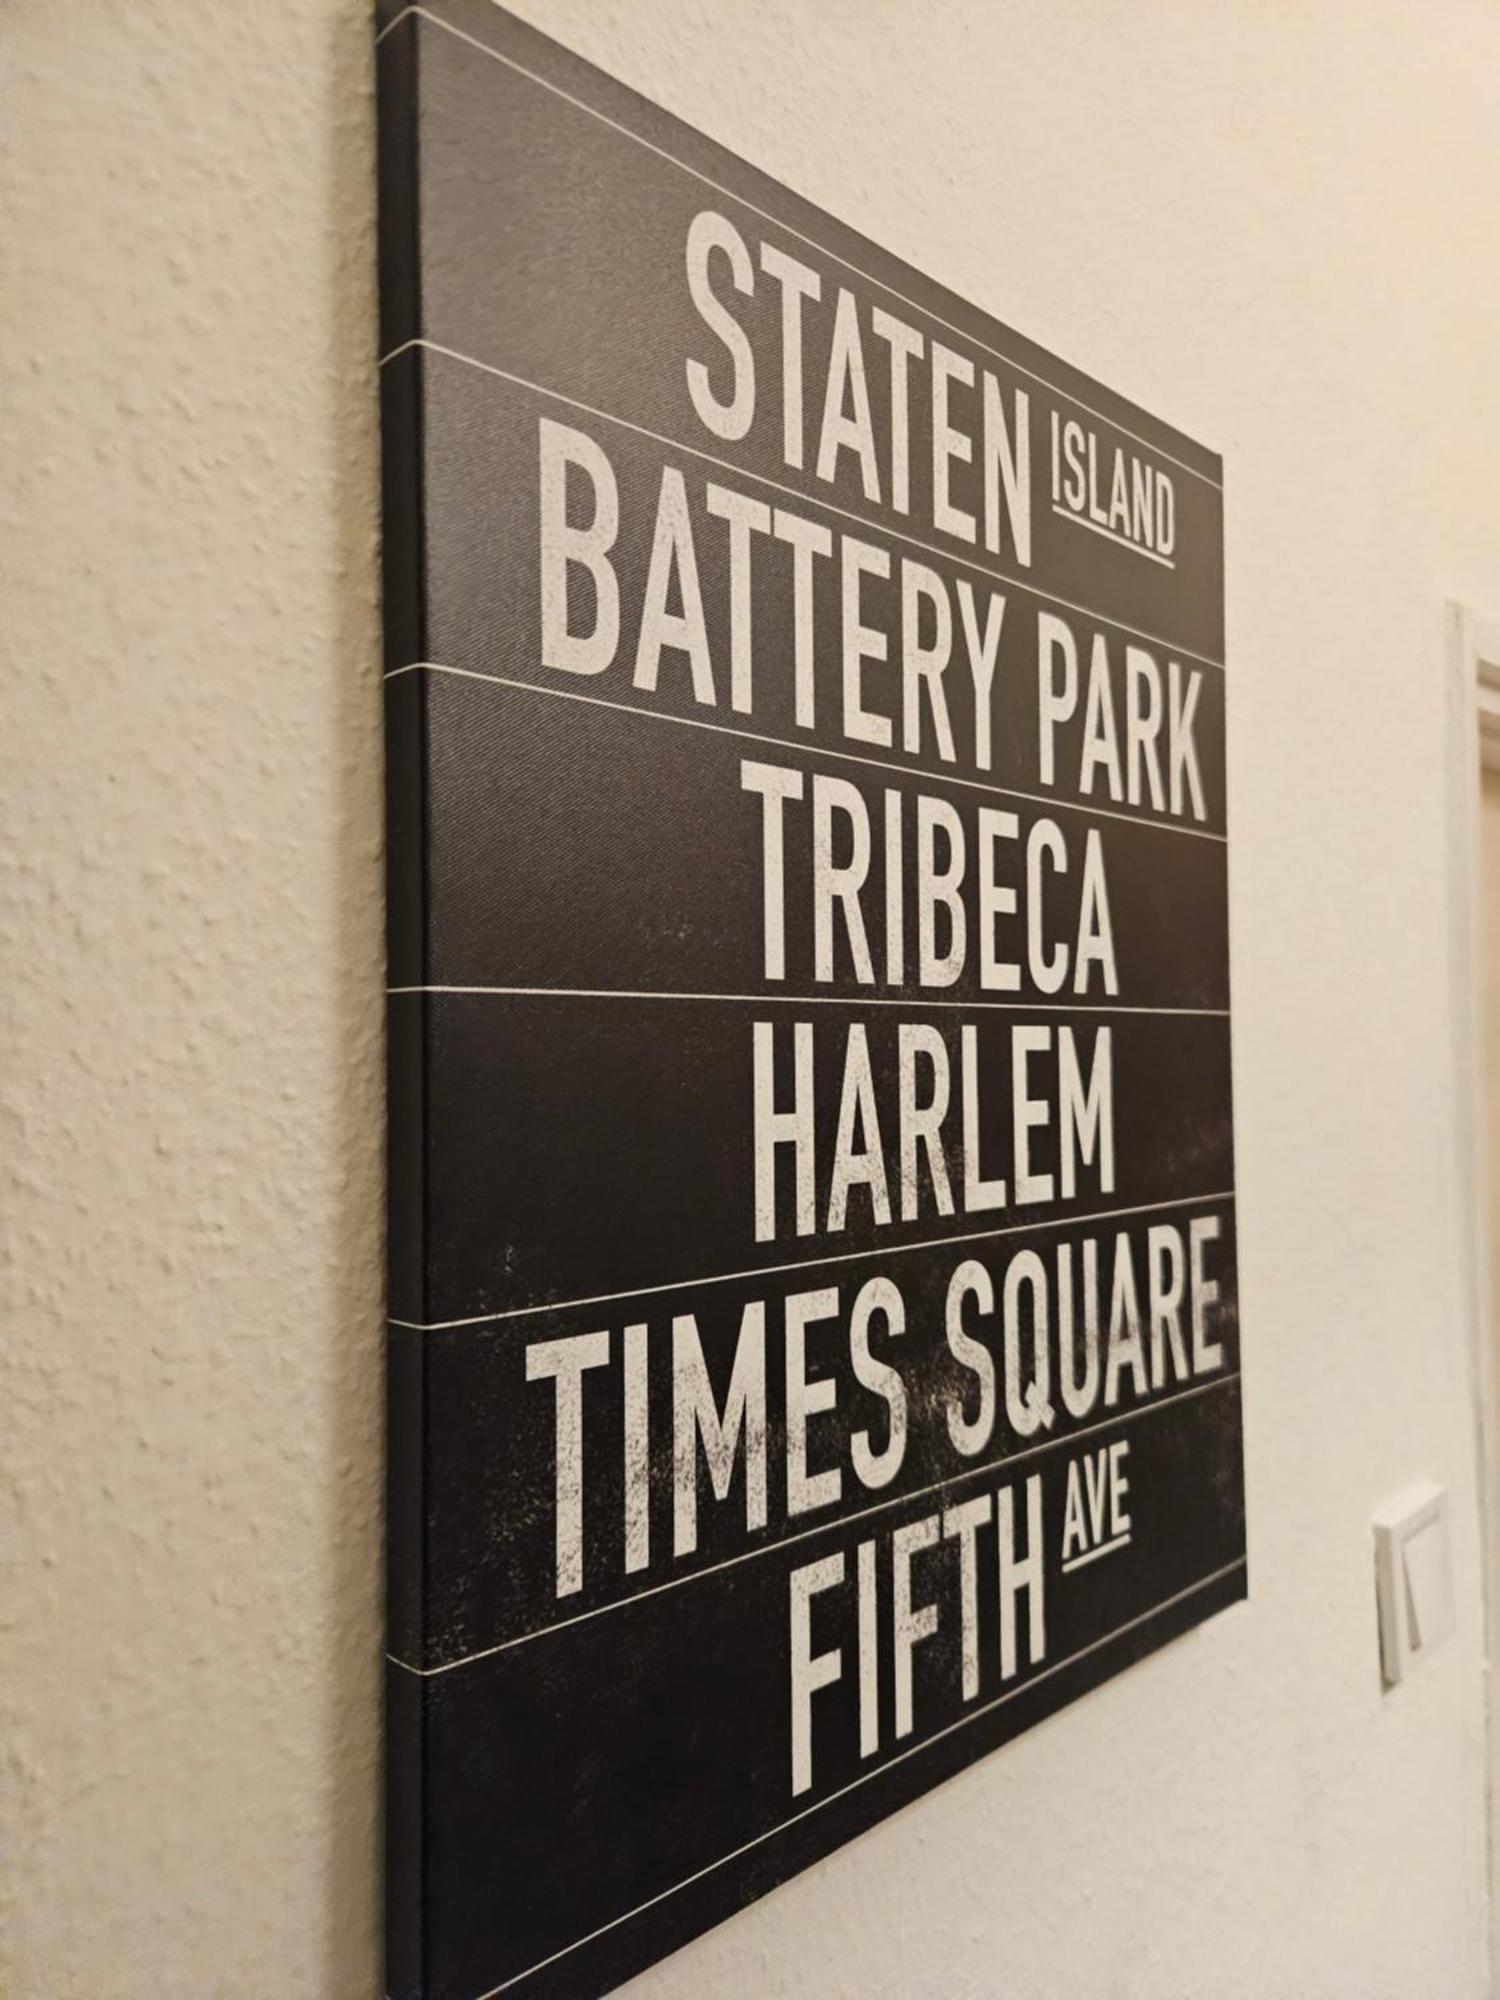 STATEN ISLAND
BATTERY PARK
TRIBECA
HARLEM
TIMES SQUARE
FIFTH AVE